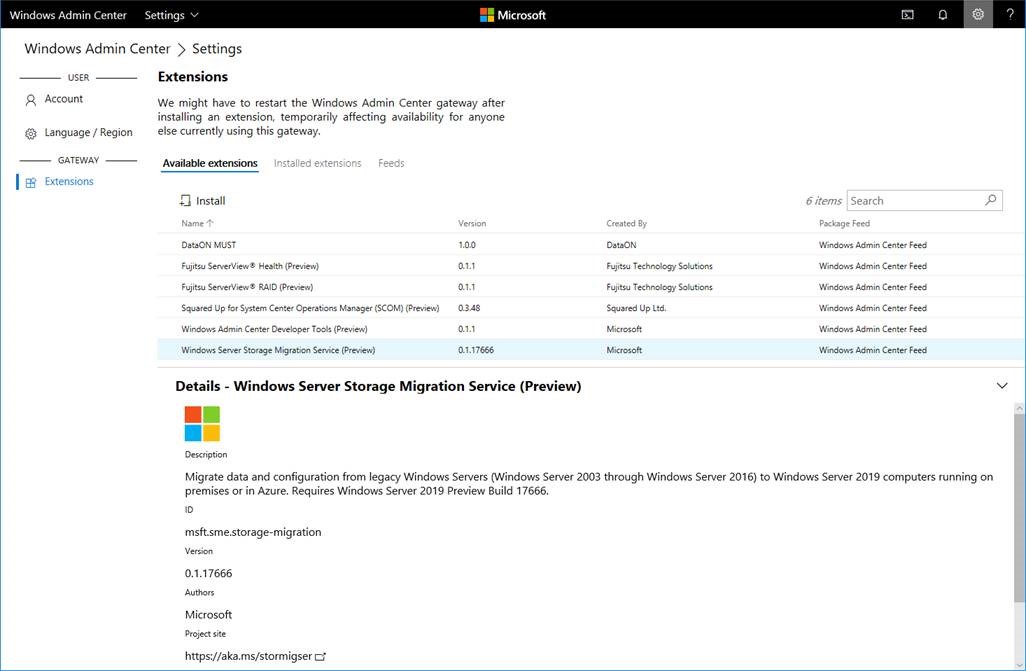 Windows Admin Center Settings Microsoft ?
Windows Admin Center Settings
USER
Account
Language / Region
GATEWAY
Extensions
Extensions
We might have to restart the Windows Admin Center gateway after
installing an extension, temporarily affecting availability for anyone
else currently using this gateway.
Available extensions Installed extensions Feeds
Install 6 items Search
Name Version Created By Package Feed
DataON MUST 1.0.0 DataON Windows Admin Center Feed
Fujitsu ServerView® Health (Preview) 0.1.1 Fujitsu Technology Solutions Windows Admin Center Feed
Fujitsu ServerView® RAID (Preview) 0.1.1 Fujitsu Technology Solutions Windows Admin Center Feed
Squared Up for System Center Operations Manager (SCOM) (Preview) 0.3.48 Squared Up Ltd. Windows Admin Center Feed
Windows Admin Center Developer Tools (Preview) 0.1.1 Microsoft Windows Admin Center Feed
Windows Server Storage Migration Service (Preview) 0.1.17666 Microsoft Windows Admin Center Feed
Details - Windows Server Storage Migration Service (Preview)
Description
Migrate data and configuration from legacy Windows Servers (Windows Server 2003 through Windows Server 2016) to Windows Server 2019 computers running on
premises or in Azure. Requires Windows Server 2019 Preview Build 17666.
ID
msft.sme.storage-migration
Version
0.1.17666
Authors
Microsoft
Project site
https://aka.ms/stormigser